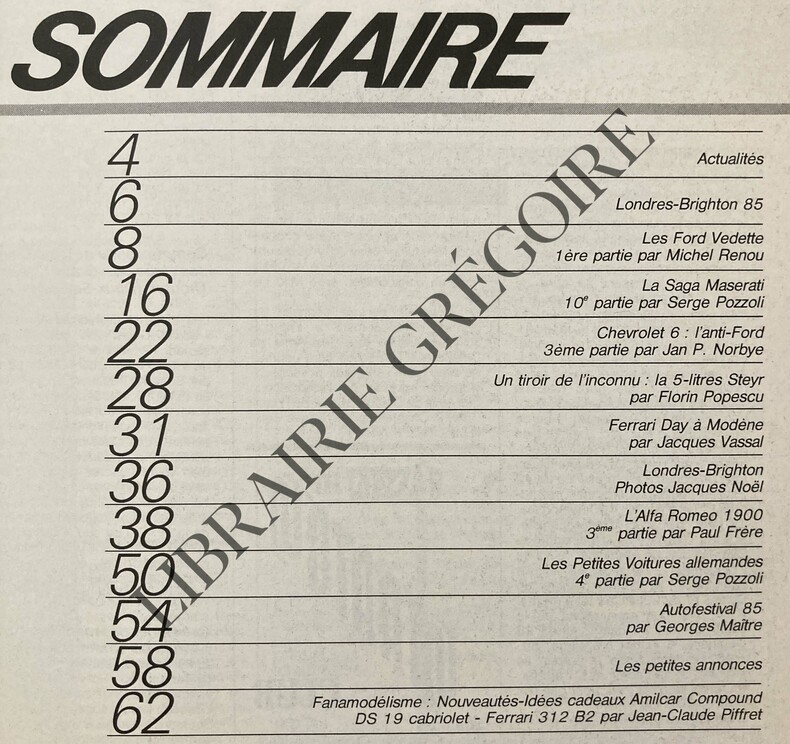 SOMMAIRE
4
Actualités
6
Londres-Brighton 85
8
Les Ford Vedette
1ère partie par Michel Renou
16
La Saga Maserati
10e partie par Serge Pozzoli
22
Chevrolet 6 : l'anti-Ford
3ème partie par Jan P. Norbye
28
Un tiroir de l'inconnu : la 5-litres Steyr
par Florin Popescu
31
Ferrari Day à Modène
par Jacques Vassal
36
Londres-Brighton
Photos Jacques Noël
38
L'Alfa Romeo 1900
3ème partie par Paul Frère
50
Les Petites Voitures allemandes
4e partie par Serge Pozzoli
54
Autofestival 85
par Georges Maître
58
Les petites annonces
62
Fanamodélisme : Nouveautés-Idées cadeaux Amilcar Compound
DS 19 cabriolet - Ferrari 312 B2 par Jean-Claude Piffret
LIBRAIRIE GRÉGOIRE